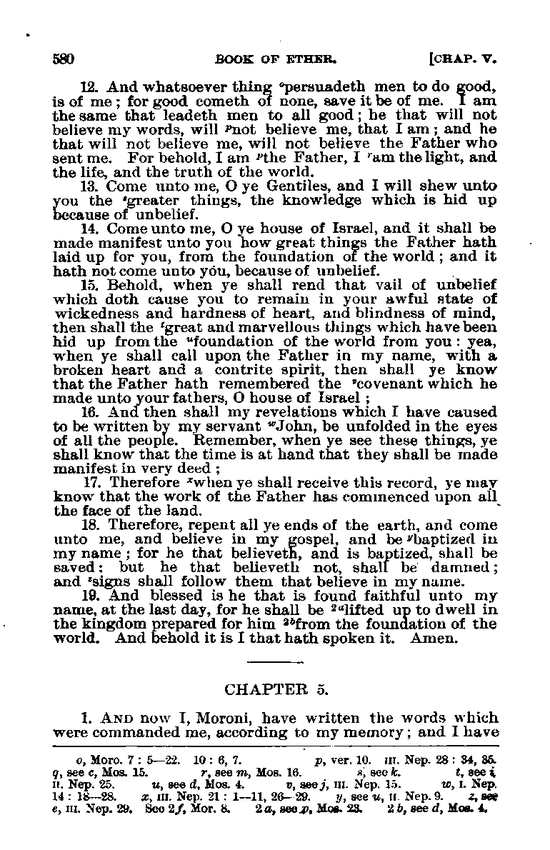 580 BOOK OF ETHER. [CHAP. V.
12. And whatsoever thing ᵒpersuadeth men to do good,
is of me; for good cometh of none, save it be of me. I am
the same that leadeth men to all good; he that will not
believe my words, will ᵖnot believe me, that I am; and he
that will not believe me, will not believe the Father who
sent me. For behold, I am ᵖthe Father, I ʳam the light, and
the life, and the truth of the world.
13. Come unto me, O ye Gentiles, and I will shew unto
you the ˢgreater things, the knowledge which is hid up
because of unbelief.
14. Come unto me, O ye house of Israel, and it shall be
made manifest unto you how great things the Father hath
laid up for you, from the foundation of the world; and it
hath not come unto you, because of unbelief.
15. Behold, when ye shall rend that vail of unbelief
which doth cause you to remain in your awful state of
wickedness and hardness of heart, and blindness of mind,
then shall the ᵗgreat and marvellous things which have been
hid up from the ᵘfoundation of the world from you: yea,
when ye shall call upon the Father in my name, with a
broken heart and a contrite spirit, then shall ye know
that the Father hath remembered the ᵛcovenant which he
made unto your fathers, O house of Israel;
16. And then shall my revelations which I have caused
to be written by my servant ʷJohn, be unfolded in the eyes
of all the people. Remember, when ye see these things, ye
shall know that the time is at hand that they shall be made
manifest in very deed;
17. Therefore ˣwhen ye shall receive this record, ye may
know that the work of the Father has commenced upon all
the face of the land.
18. Therefore, repent all ye ends of the earth, and come
unto me, and believe in my gospel, and be ʸbaptized in
my name; for he that believeth, and is baptized, shall be
saved: but he that believeth not, shall be damned;
and ᶻsigns shall follow them that believe in my name.
19. And blessed is he that is found faithful unto my
name, at the last day, for he shall be ²ᵃlifted up to dwell in
the kingdom prepared for him ²ᵇfrom the foundation of the
world. And behold it is I that hath spoken it. Amen.
CHAPTER 5.
1. AND now I, Moroni, have written the words which
were commanded me, according to my memory; and I have
o, Moro. 7 : 5—22. 10 : 6, 7. p, ver. 10. III. Nep. 28 : 34, 35.
q, see c, Mos. 15. r, see m, Mos. 16. s, see k. t, see i,
II. Nep. 25. u, see d, Mos. 4. v, see j, III. Nep. 15. w, I. Nep.
14 : 18—28. x, III. Nep. 21 : 1—11, 26—29. y, see u, II. Nep. 9. z, see
e, III. Nep. 29. See 2f, Mor. 8. 2a, see p, Mos. 23. 2b, see d, Mos. 4.